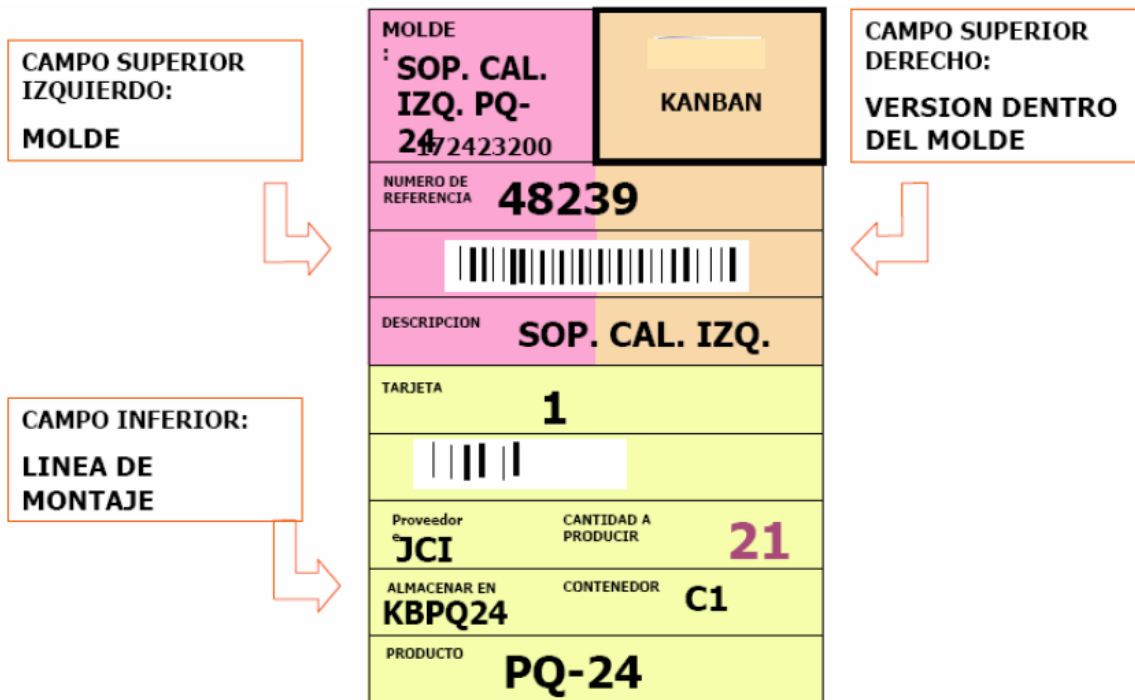 CAMPO SUPERIOR
IZQUIERDO:
MOLDE
MOLDE
:
SOP. CAL.
IZQ. PQ-
24
172423200
KANBAN
CAMPO SUPERIOR
DERECHO:
VERSION DENTRO
DEL MOLDE
NUMERO DE
REFERENCIA
48239
DESCRIPCION
SOP. CAL. IZQ.
TARJETA
1
CAMPO INFERIOR:
LINEA DE
MONTAJE
Proveedor
e
JCI
CANTIDAD A
PRODUCIR
21
ALMACENAR EN
KBPQ24
CONTENEDOR
C1
PRODUCTO
PQ-24